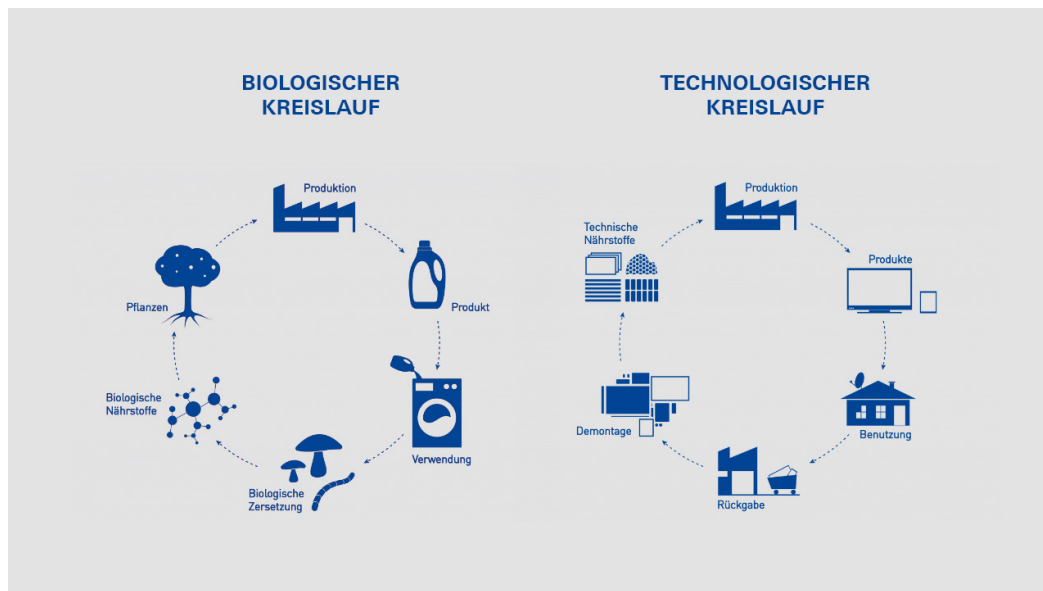 BIOLOGISCHER
KREISLAUF
Produktion
Produkt
Verwendung
Biologische
Zersetzung
Biologische
Nährstoffe
Pflanzen
TECHNOLOGISCHER
KREISLAUF
Produktion
Produkte
Benutzung
Rückgabe
Demontage
Technische
Nährstoffe